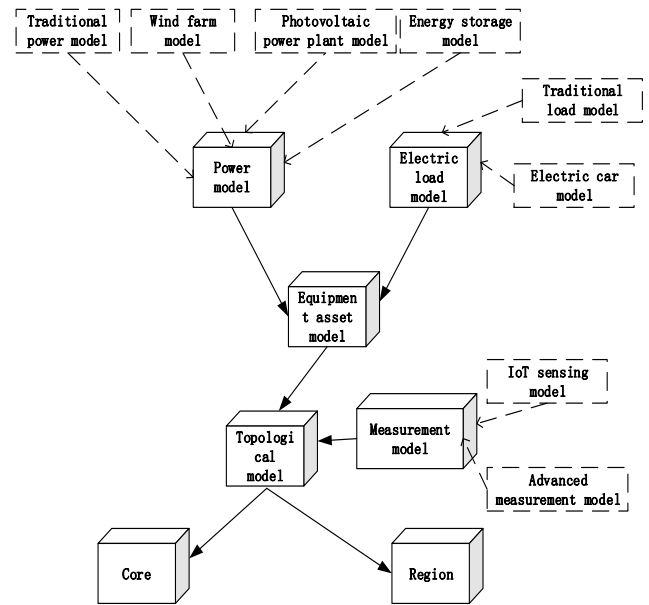 Traditional
power model
Wind farm
model
Photovoltaic
power plant model
Energy storage
model
Traditional
load model
Power
model
Electric
load
model
Electric car
model
Equipmen
t asset
model
IoT sensing
model
Topologi
cal
model
Measurement
model
Advanced
measurement model
Core
Region